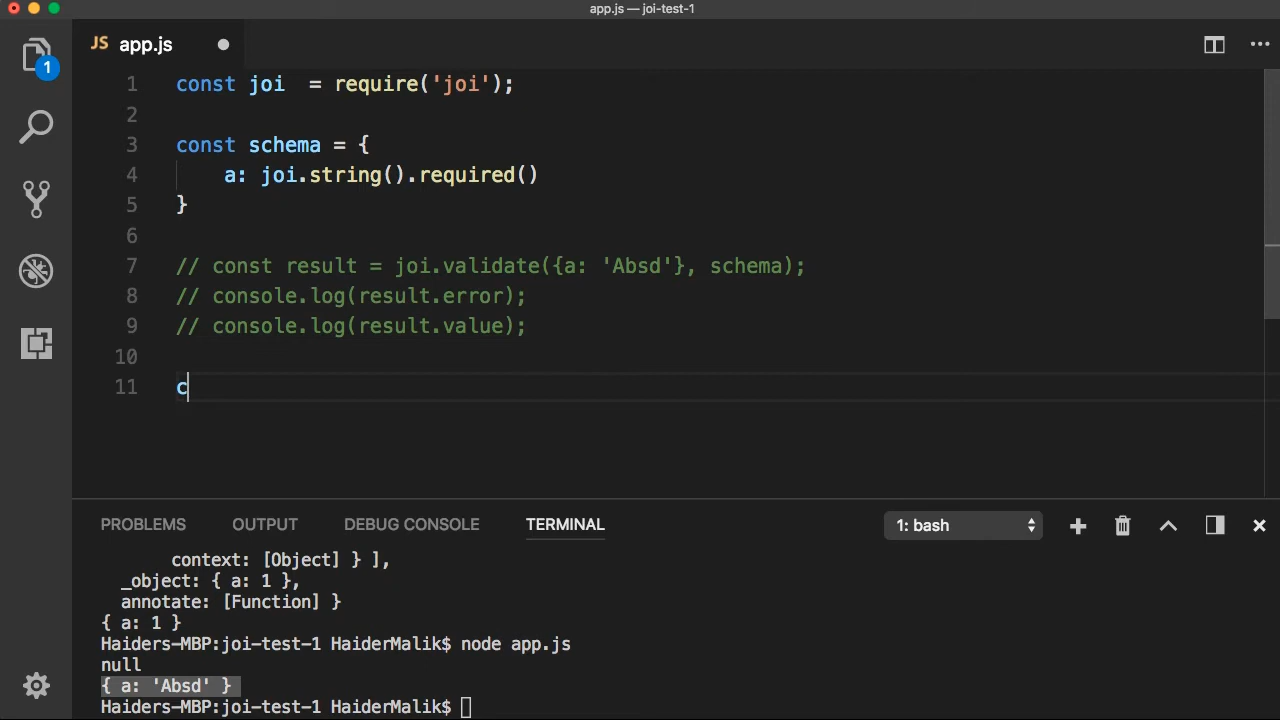 app.js — joi-test-1
JS app.js
1
1 const joi  = require('joi');
2
3 const schema = {
4     a: joi.string().required()
5 }
6
7 // const result = joi.validate({a: 'Absd'}, schema);
8 // console.log(result.error);
9 // console.log(result.value);
10
11 c
PROBLEMS OUTPUT DEBUG CONSOLE TERMINAL 1: bash
context: [Object] } ],
_object: { a: 1 },
annotate: [Function] }
{ a: 1 }
Haiders-MBP:joi-test-1 HaiderMalik$ node app.js
null
{ a: 'Absd' }
Haiders-MBP:joi-test-1 HaiderMalik$